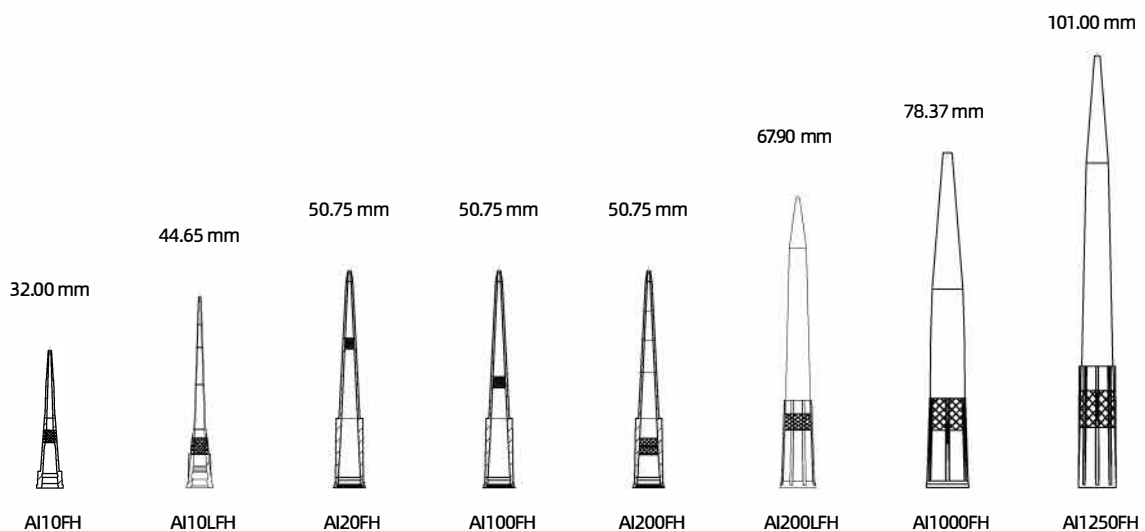 101.00 mm
78.37 mm
67.90 mm
50.75 mm 50.75 mm 50.75 mm
44.65 mm
32.00 mm
AI10FH AI10LFH AI20FH AI100FH AI200FH AI200LFH AI1000FH AI1250FH